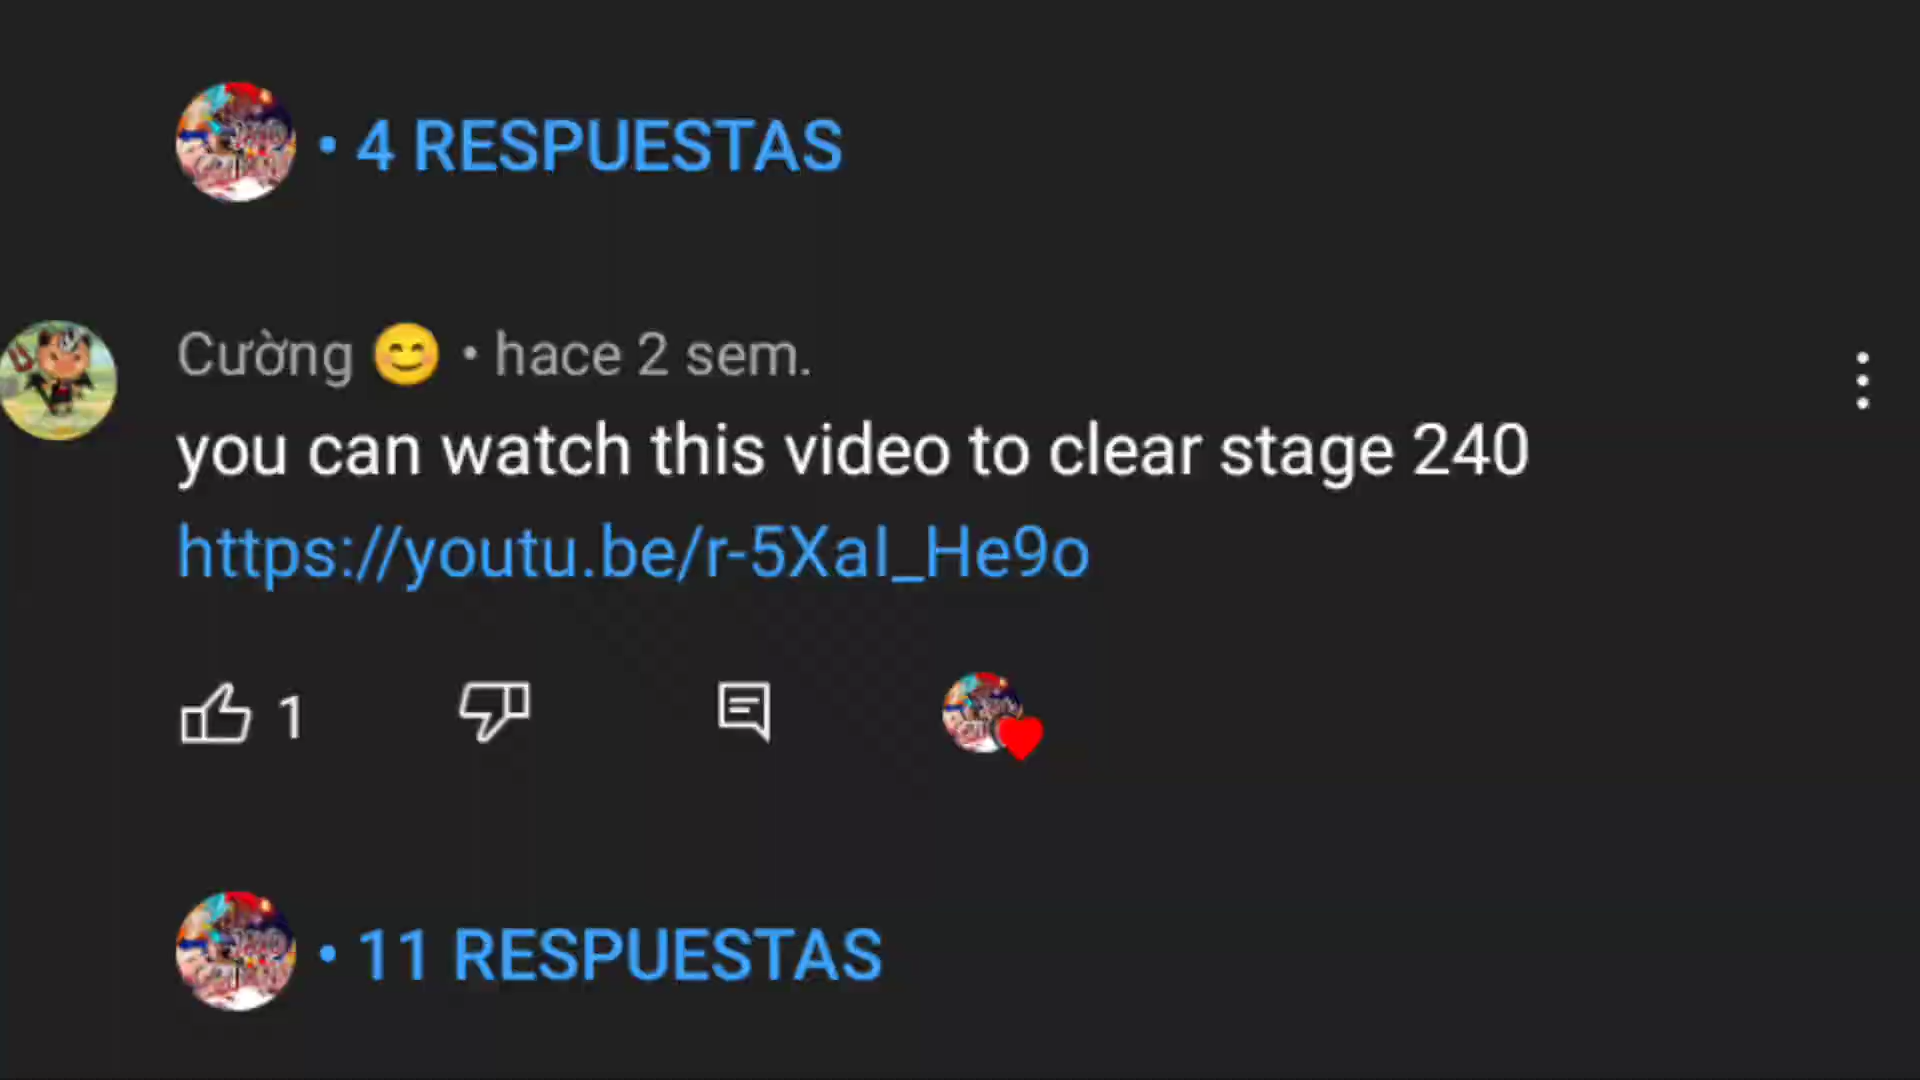 • 4 RESPUESTAS
Cường 😊 • hace 2 sem.
you can watch this video to clear stage 240
https://youtu.be/r-5XaI_He9o
1
• 11 RESPUESTAS